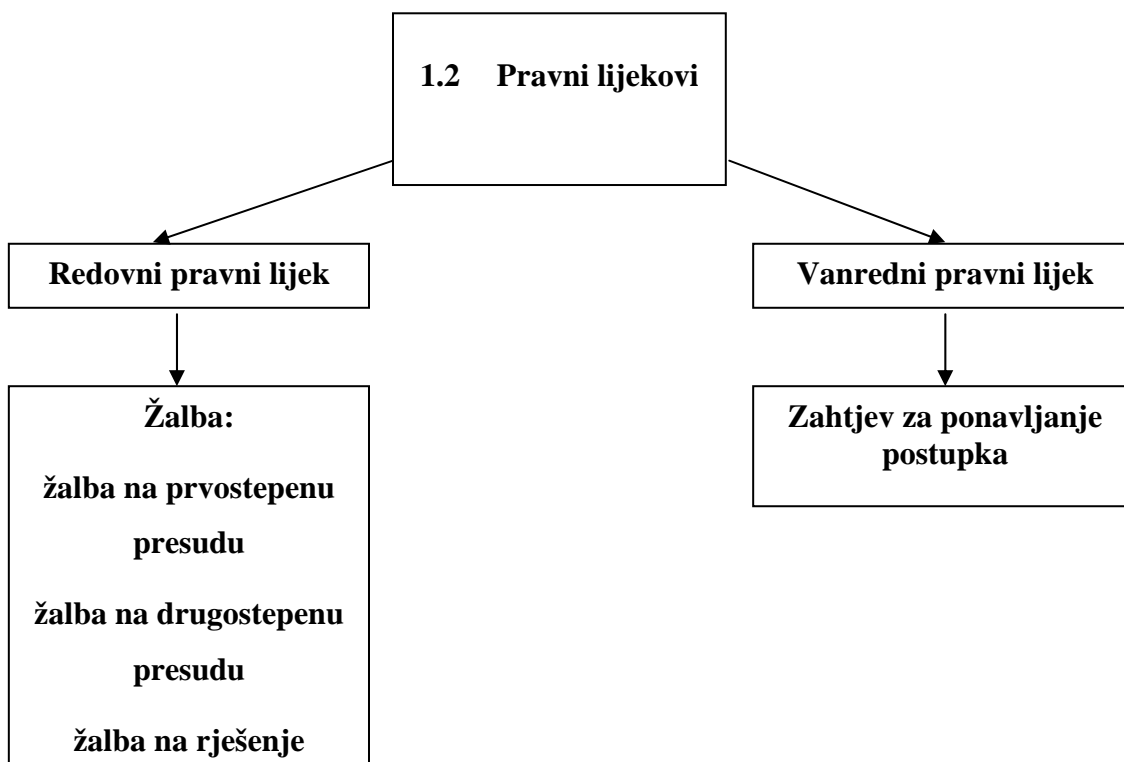 1.2 Pravni lijekovi
Redovni pravni lijek
Vanredni pravni lijek
Žalba:
žalba na prvostepenu
presudu
žalba na drugostepenu
presudu
žalba na rješenje
Zahtjev za ponavljanje
postupka